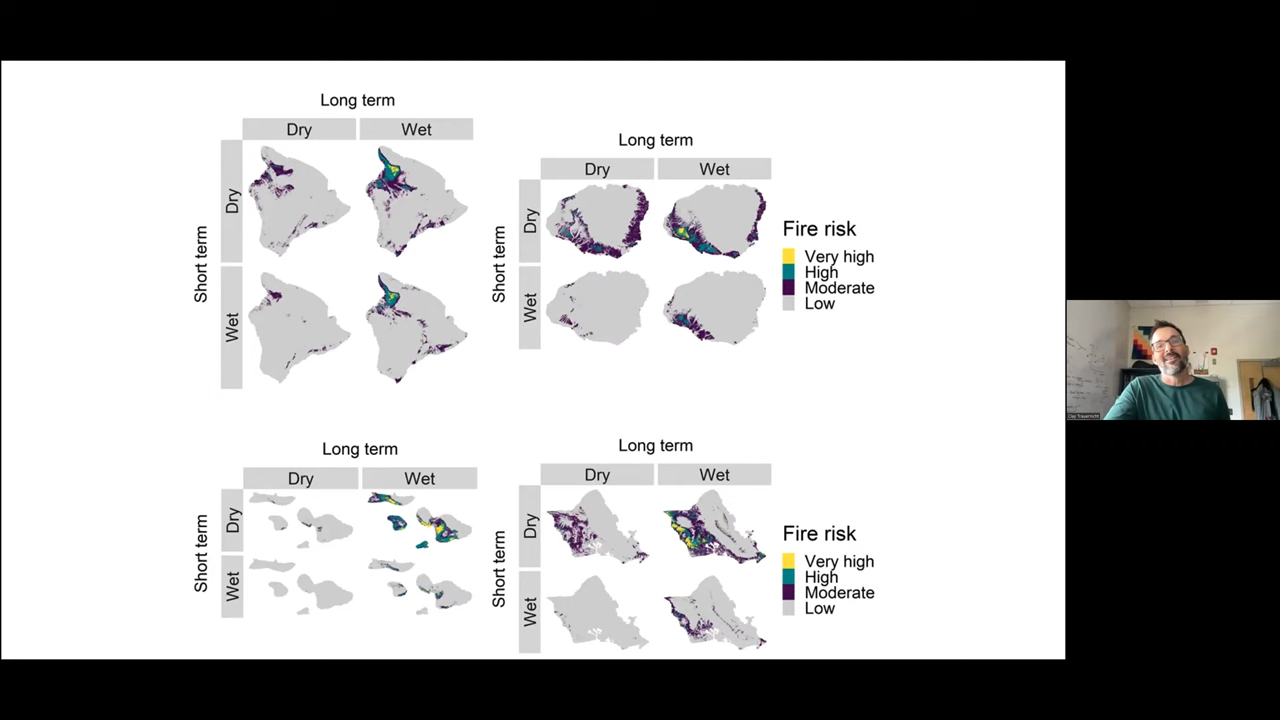 Long term
Dry Wet
Short term
Dry
Wet
Long term
Dry Wet
Short term
Dry
Wet
Fire risk
Very high
High
Moderate
Low
Long term
Dry Wet
Short term
Dry
Wet
Long term
Dry Wet
Short term
Dry
Wet
Fire risk
Very high
High
Moderate
Low
Clay Trauernicht